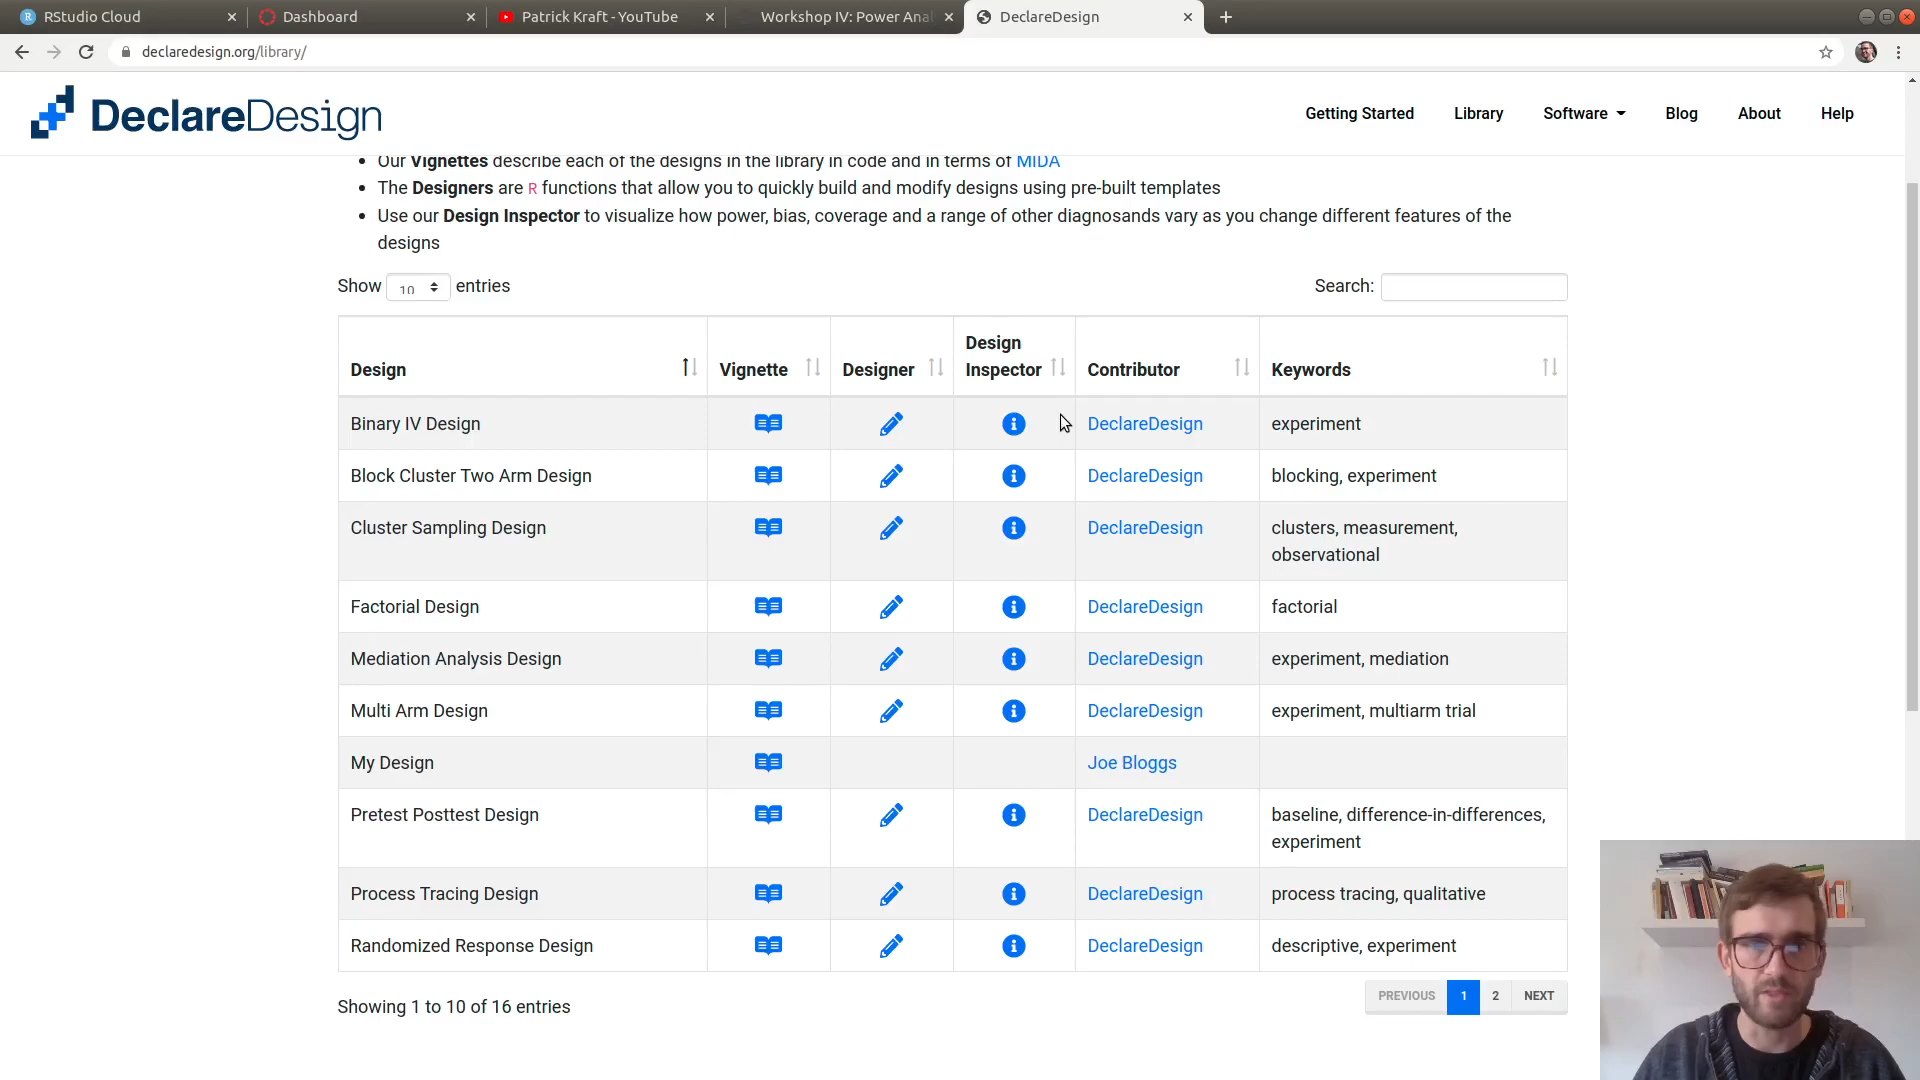 RStudio Cloud
Dashboard
Patrick Kraft - YouTube
Workshop IV: Power Anal
DeclareDesign
declaredesign.org/library/
DeclareDesign
Getting Started Library Software Blog About Help
Our Vignettes describe each of the designs in the library in code and in terms of MIDA
The Designers are R functions that allow you to quickly build and modify designs using pre-built templates
Use our Design Inspector to visualize how power, bias, coverage and a range of other diagnosands vary as you change different features of the
designs
Show 10 entries
Search:
Design Vignette Designer Design Inspector Contributor Keywords
Binary IV Design DeclareDesign experiment
Block Cluster Two Arm Design DeclareDesign blocking, experiment
Cluster Sampling Design DeclareDesign clusters, measurement,
observational
Factorial Design DeclareDesign factorial
Mediation Analysis Design DeclareDesign experiment, mediation
Multi Arm Design DeclareDesign experiment, multiarm trial
My Design Joe Bloggs
Pretest Posttest Design DeclareDesign baseline, difference-in-differences,
experiment
Process Tracing Design DeclareDesign process tracing, qualitative
Randomized Response Design DeclareDesign descriptive, experiment
Showing 1 to 10 of 16 entries
PREVIOUS 1 2 NEXT